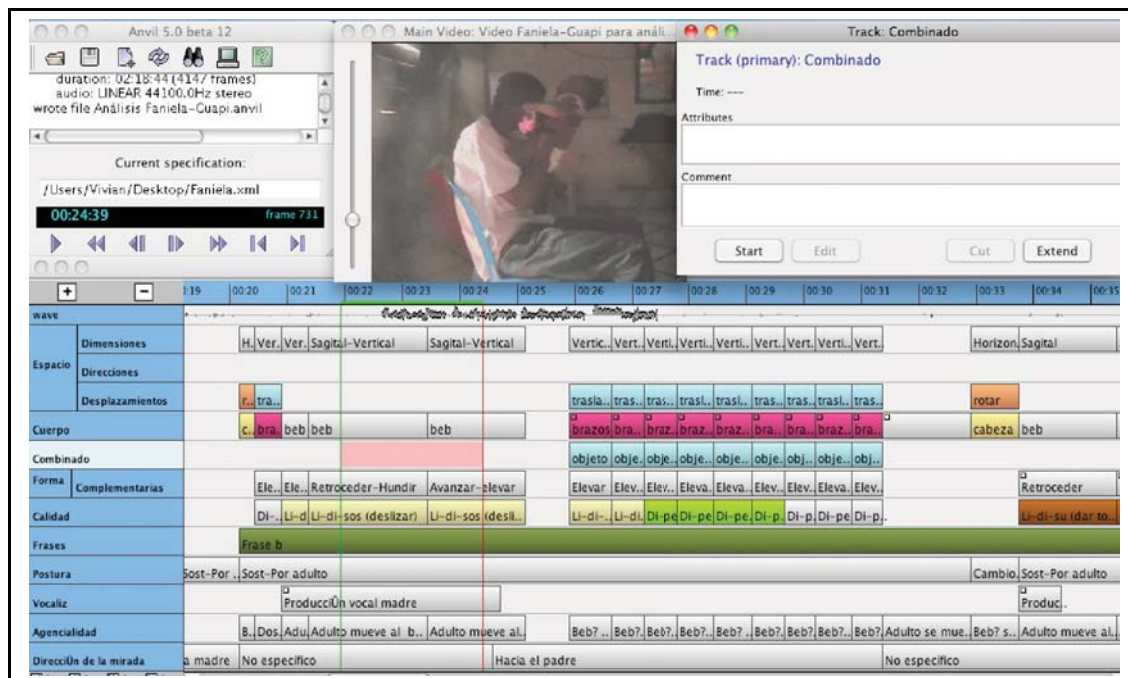 Anvil 5.0 beta 12
duration: 02:18:44 (4147 frames)
audio: LINEAR 44100.0Hz stereo
wrote file Análisis Faniela-Guapi.anvil
Current specification:
/Users/Vivian/Desktop/Faniela.xml
00:24:39 frame 731
Main Video: Video Faniela-Guapi para análi...
Track: Combinado
Track (primary): Combinado
Time: ---
Attributes
Comment
Start Edit Cut Extend
+ - 00:20 00:21 00:22 00:23 00:24 00:25 00:26 00:27 00:28 00:29 00:30 00:31 00:32 00:33 00:34 00:35
wave
Espacio
Dimensiones H. Ver. Ver. Sagital-Vertical Sagital-Vertical Vertic.. Vert.. Verti.. Verti.. Verti.. Vert.. Vert. Verti.. Vert.. Horizon. Sagital
Direcciones
Desplazamientos r.. tra.. trasla.. tras.. tras.. trasl.. trasl.. tras.. tras.. trasl.. tras.. rotar
Cuerpo c.. bra. beb beb beb brazos bra.. braz.. braz.. braz.. bra.. bra.. braz.. bra.. cabeza beb
Combinado objeto obje. obje.. obje.. obje.. obje. obj.. obje.. obj..
Forma Complementarias Ele.. Ele.. Retroceder-Hundir Avanzar-elevar Elevar Elev.. Elev.. Eleva. Eleva. Elev.. Elev.. Eleva. Elev.. Retroceder
Calidad Di-.. Li-d Li-di-sos (deslizar) Li-di-sos (desli.. Li-di-.. Li-di. Di-pe Di-pe Di-pe. Di-p. Di-p. Di-pe Di-p.. Li-di-su (dar to..
Frases Frase b
Postura Sost-Por .. Sost-Por adulto Cambio. Sost-Por adulto
Vocaliz ProducciÛn vocal madre Produc..
Agencialidad B.. Dos. Adu. Adulto mueve al b.. Adulto mueve al. Beb? .. Beb?. Beb?. Beb?.. Beb? .. Beb?. Beb?. Beb?.. Beb?. Adulto se mue.. Beb? s.. Adulto mueve al..
DirecciÛn de la mirada a madre No específico Hacia el padre No específico